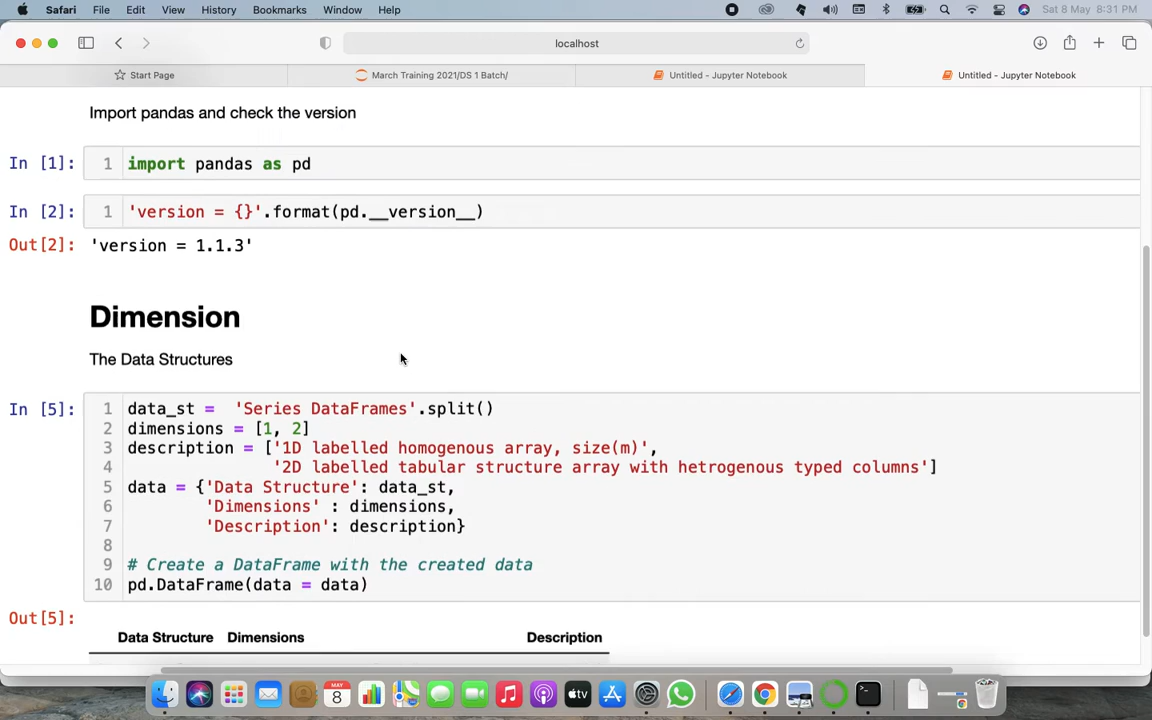 Safari File Edit View History Bookmarks Window Help Sat 8 May 8:31 PM
localhost
Start Page March Training 2021/DS 1 Batch/ Untitled - Jupyter Notebook Untitled - Jupyter Notebook
Import pandas and check the version
In [1]: 1 import pandas as pd
In [2]: 1 'version = {}'.format(pd.__version__)
Out[2]: 'version = 1.1.3'
Dimension
The Data Structures
In [5]: 1 data_st =  'Series DataFrames'.split()
2 dimensions = [1, 2]
3 description = ['1D labelled homogenous array, size(m)',
4 '2D labelled tabular structure array with hetrogenous typed columns']
5 data = {'Data Structure': data_st,
6 'Dimensions' : dimensions,
7 'Description': description}
8
9 # Create a DataFrame with the created data
10 pd.DataFrame(data = data)
Out[5]:
Data Structure Dimensions Description
MAY
8
tv